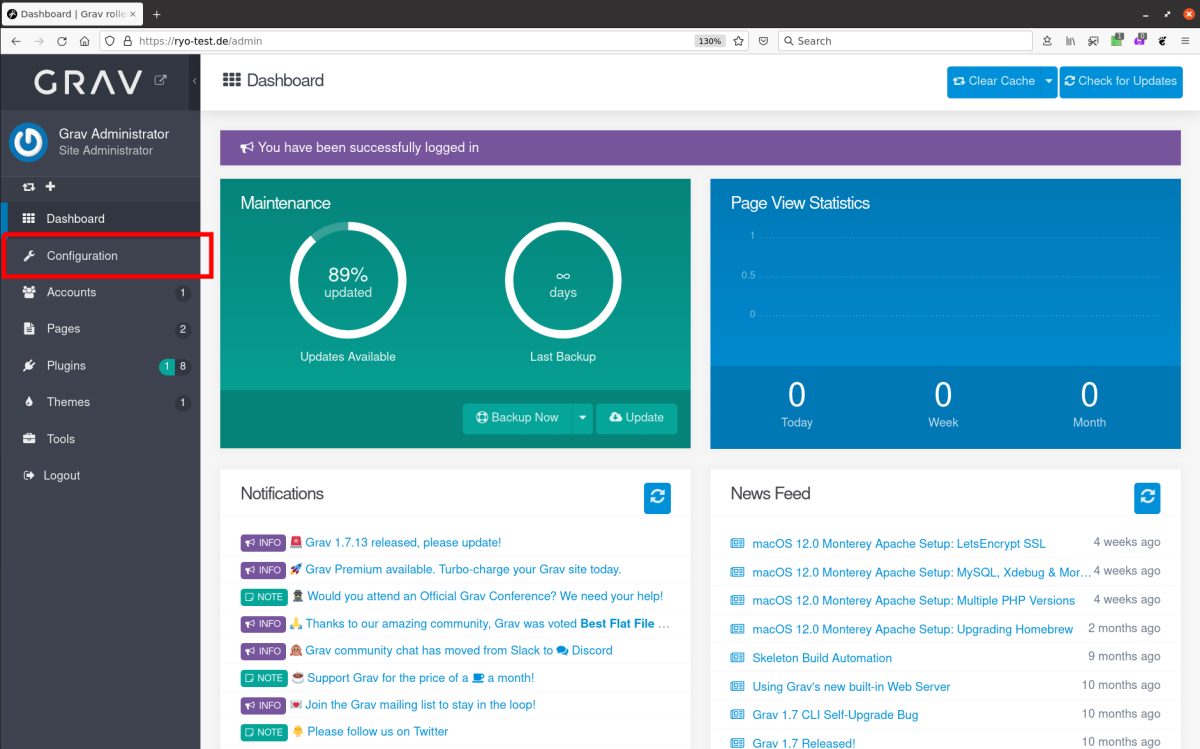 Dashboard | Grav rolle
https://ryo-test.de/admin
130%
Search
1
0
GRAV
Dashboard
Clear Cache
Check for Updates
Grav Administrator
Site Administrator
You have been successfully logged in
Dashboard
Configuration
Accounts 1
Pages 2
Plugins 1 8
Themes 1
Tools
Logout
Maintenance
89%
updated
Updates Available
∞
days
Last Backup
Backup Now
Update
Page View Statistics
1
0.5
0
0
Today
0
Week
0
Month
Notifications
INFO Grav 1.7.13 released, please update!
INFO Grav Premium available. Turbo-charge your Grav site today.
NOTE Would you attend an Official Grav Conference? We need your help!
INFO Thanks to our amazing community, Grav was voted Best Flat File ...
INFO Grav community chat has moved from Slack to Discord
NOTE Support Grav for the price of a a month!
INFO Join the Grav mailing list to stay in the loop!
NOTE Please follow us on Twitter
News Feed
macOS 12.0 Monterey Apache Setup: LetsEncrypt SSL 4 weeks ago
macOS 12.0 Monterey Apache Setup: MySQL, Xdebug & Mor... 4 weeks ago
macOS 12.0 Monterey Apache Setup: Multiple PHP Versions 4 weeks ago
macOS 12.0 Monterey Apache Setup: Upgrading Homebrew 2 months ago
Skeleton Build Automation 9 months ago
Using Grav's new built-in Web Server 10 months ago
Grav 1.7 CLI Self-Upgrade Bug 10 months ago
Grav 1.7 Released! 10 months ago